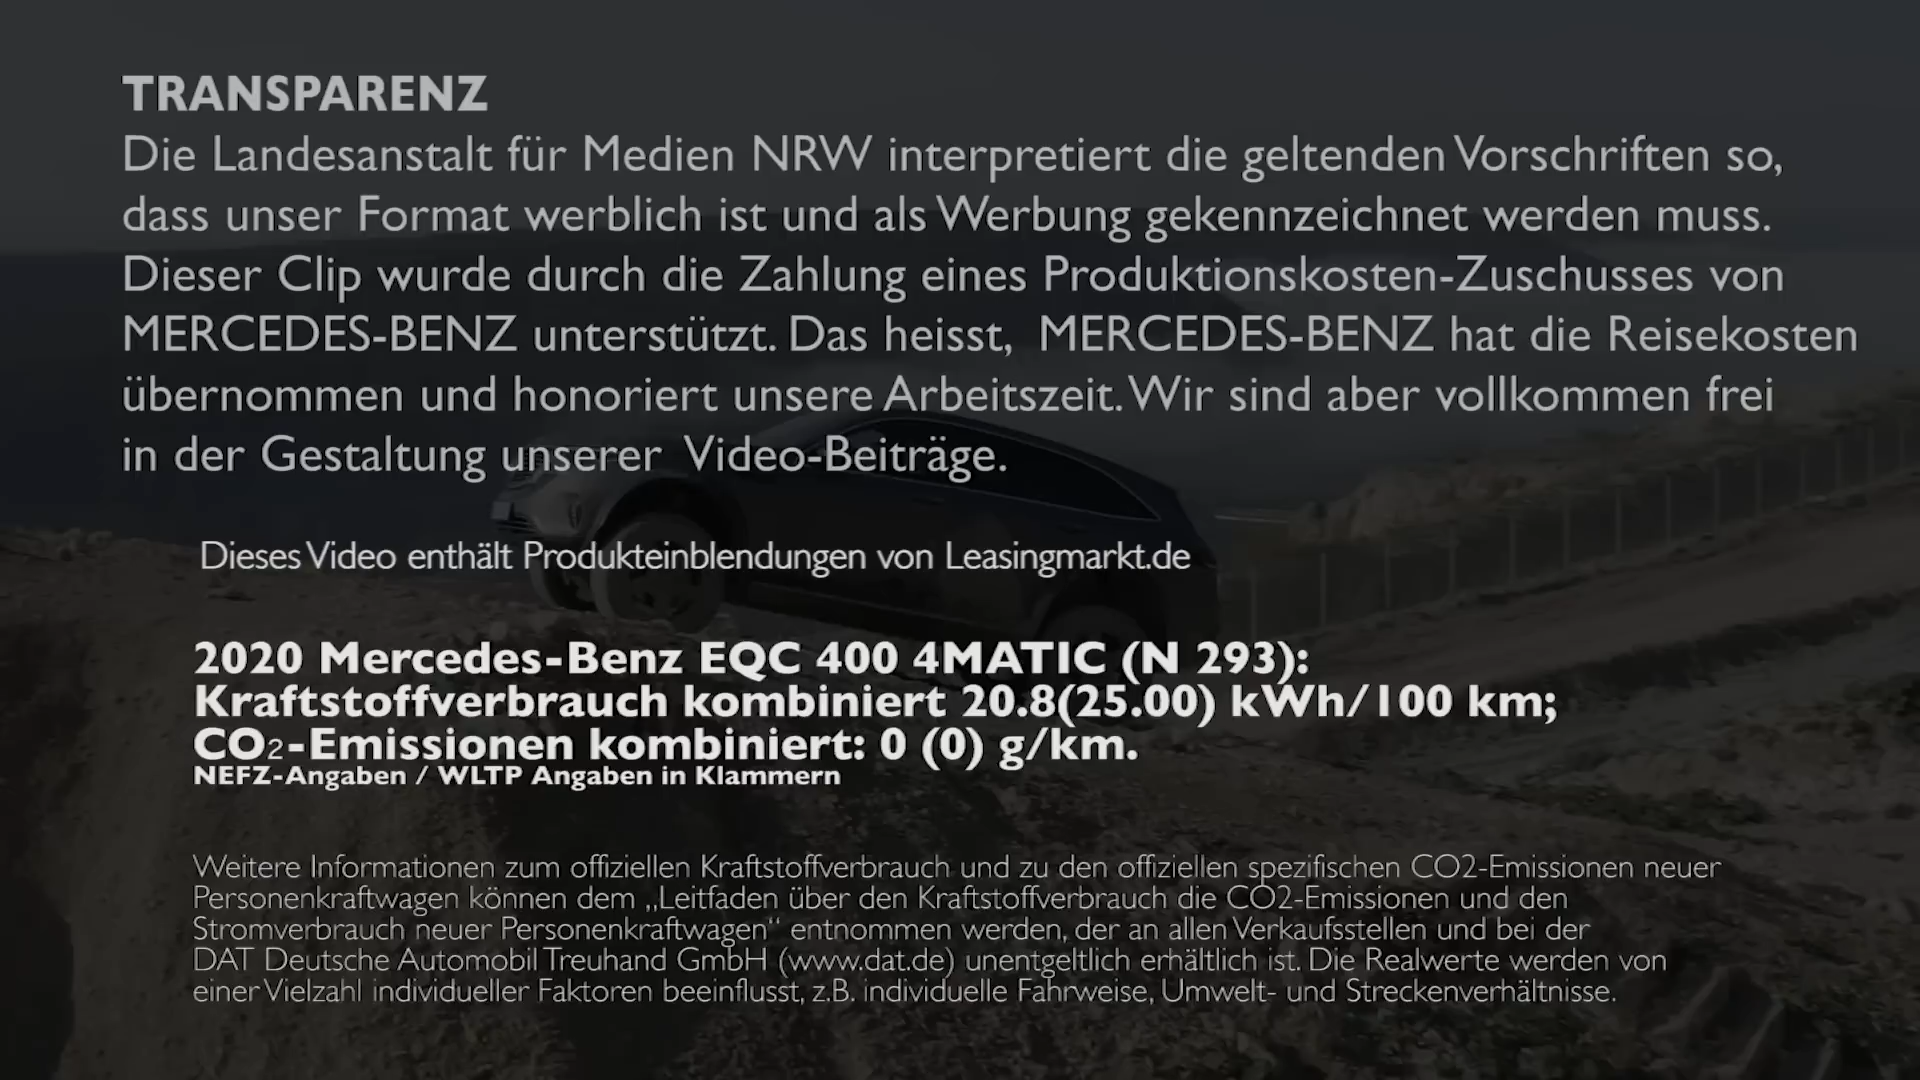 TRANSPARENZ
Die Landesanstalt für Medien NRW interpretiert die geltenden Vorschriften so,
dass unser Format werblich ist und als Werbung gekennzeichnet werden muss.
Dieser Clip wurde durch die Zahlung eines Produktionskosten-Zuschusses von
MERCEDES-BENZ unterstützt. Das heisst, MERCEDES-BENZ hat die Reisekosten
übernommen und honoriert unsere Arbeitszeit. Wir sind aber vollkommen frei
in der Gestaltung unserer Video-Beiträge.
Dieses Video enthält Produkteinblendungen von Leasingmarkt.de
2020 Mercedes-Benz EQC 400 4MATIC (N 293):
Kraftstoffverbrauch kombiniert 20.8(25.00) kWh/100 km;
CO2-Emissionen kombiniert: 0 (0) g/km.
NEFZ-Angaben / WLTP Angaben in Klammern
Weitere Informationen zum offiziellen Kraftstoffverbrauch und zu den offiziellen spezifischen CO2-Emissionen neuer
Personenkraftwagen können dem „Leitfaden über den Kraftstoffverbrauch die CO2-Emissionen und den
Stromverbrauch neuer Personenkraftwagen“ entnommen werden, der an allen Verkaufsstellen und bei der
DAT Deutsche Automobil Treuhand GmbH (www.dat.de) unentgeltlich erhältlich ist. Die Realwerte werden von
einer Vielzahl individueller Faktoren beeinflusst, z.B. individuelle Fahrweise, Umwelt- und Streckenverhältnisse.